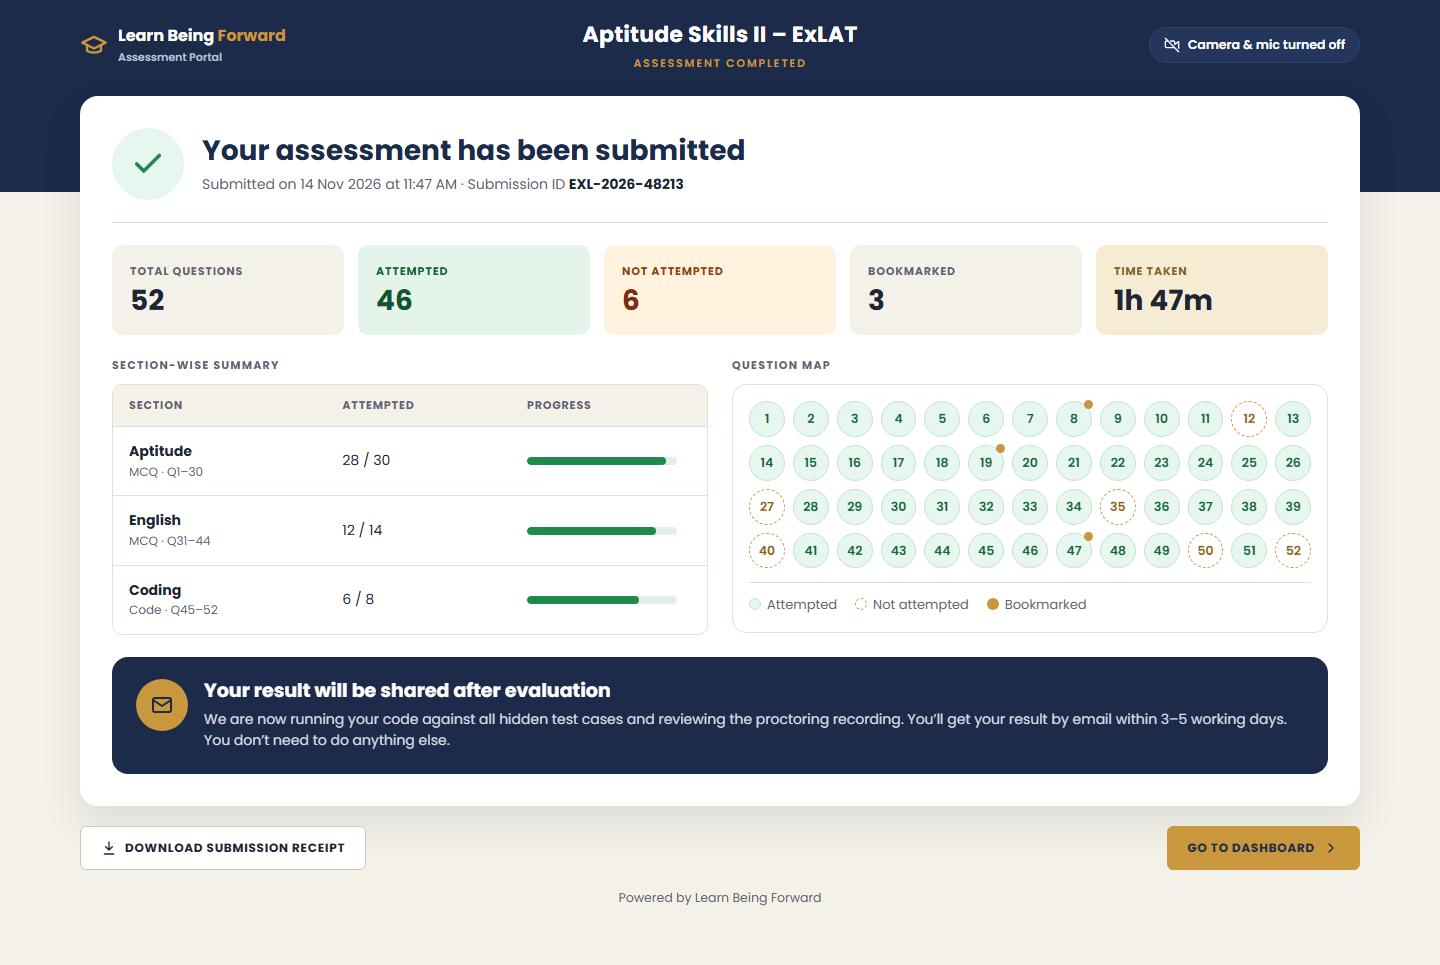 Learn Being Forward
Assessment Portal
Aptitude Skills II – ExLAT
ASSESSMENT COMPLETED
Camera & mic turned off
Your assessment has been submitted
Submitted on 14 Nov 2026 at 11:47 AM · Submission ID EXL-2026-48213
TOTAL QUESTIONS
52
ATTEMPTED
46
NOT ATTEMPTED
6
BOOKMARKED
3
TIME TAKEN
1h 47m
SECTION-WISE SUMMARY
SECTION ATTEMPTED PROGRESS
Aptitude
MCQ · Q1–30
28 / 30
English
MCQ · Q31–44
12 / 14
Coding
Code · Q45–52
6 / 8
QUESTION MAP
1 2 3 4 5 6 7 8 9 10 11 12 13
14 15 16 17 18 19 20 21 22 23 24 25 26
27 28 29 30 31 32 33 34 35 36 37 38 39
40 41 42 43 44 45 46 47 48 49 50 51 52
Attempted Not attempted Bookmarked
Your result will be shared after evaluation
We are now running your code against all hidden test cases and reviewing the proctoring recording. You’ll get your result by email within 3–5 working days.
You don’t need to do anything else.
DOWNLOAD SUBMISSION RECEIPT
GO TO DASHBOARD
Powered by Learn Being Forward